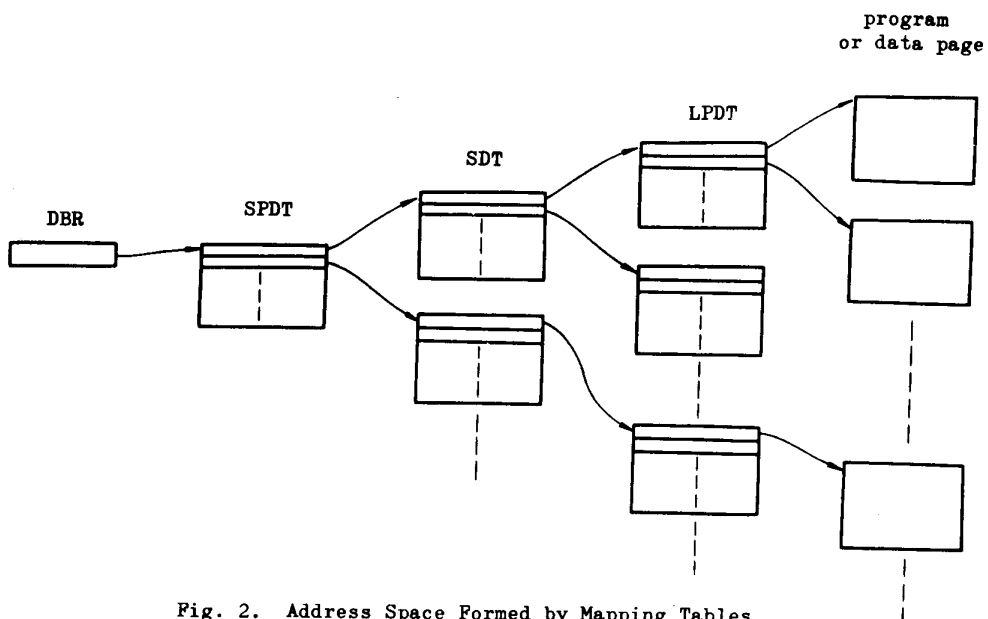 program
or data page
LPDT
SDT
SPDT
DBR
Fig. 2. Address Space Formed by Mapping Tables